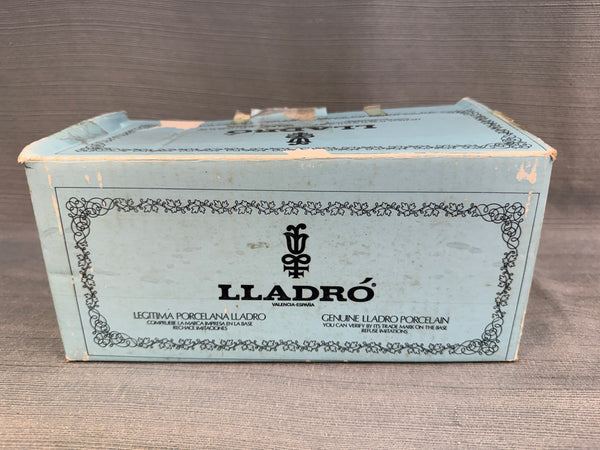 LLADRÓ
LLADRÓ®
VALENCIA-ESPAÑA
LEGITIMA PORCELANA LLADRO
COMPRUEBE LA MARCA IMPRESA EN LA BASE
RECHACE IMITACIONES
GENUINE LLADRO PORCELAIN
YOU CAN VERIFY BY ITS TRADE MARK ON THE BASE
REFUSE IMITATIONS